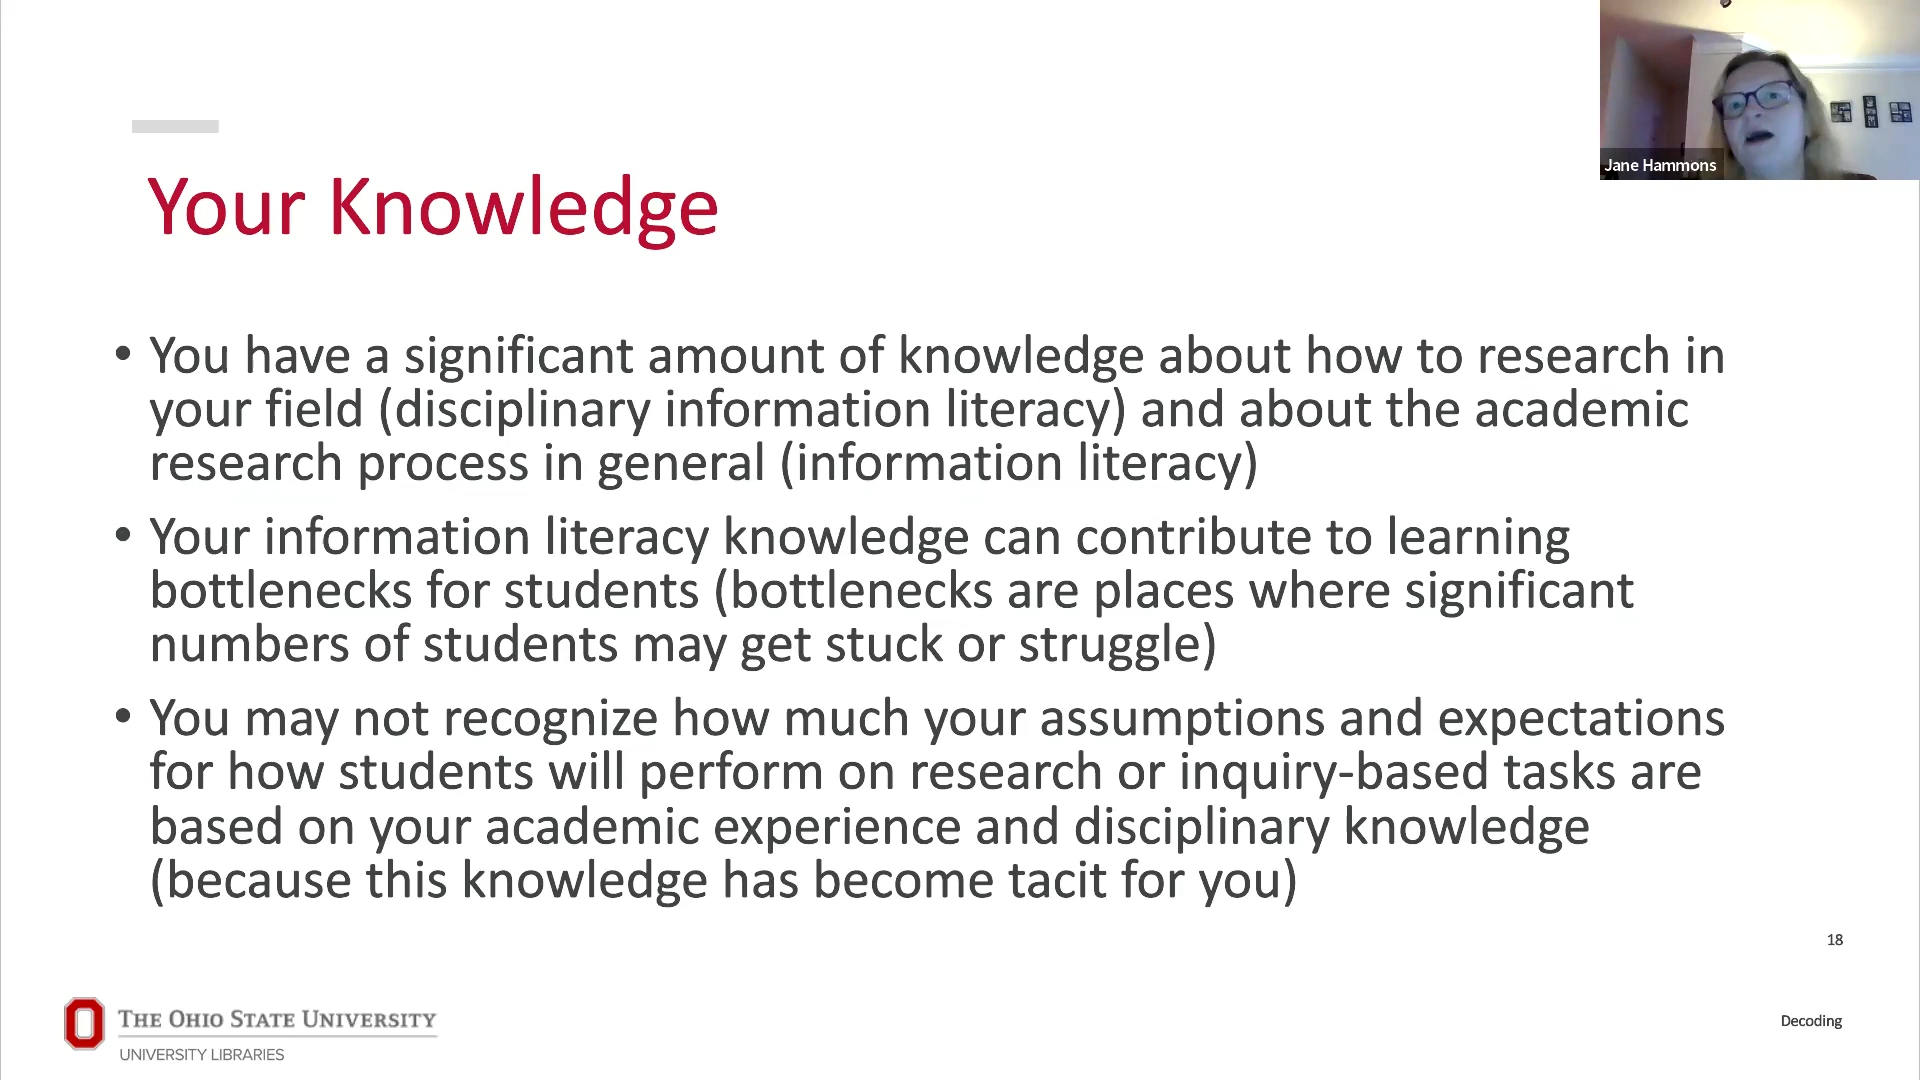 Jane Hammons
Your Knowledge
• You have a significant amount of knowledge about how to research in
your field (disciplinary information literacy) and about the academic
research process in general (information literacy)
• Your information literacy knowledge can contribute to learning
bottlenecks for students (bottlenecks are places where significant
numbers of students may get stuck or struggle)
• You may not recognize how much your assumptions and expectations
for how students will perform on research or inquiry-based tasks are
based on your academic experience and disciplinary knowledge
(because this knowledge has become tacit for you)
18
THE OHIO STATE UNIVERSITY
UNIVERSITY LIBRARIES
Decoding